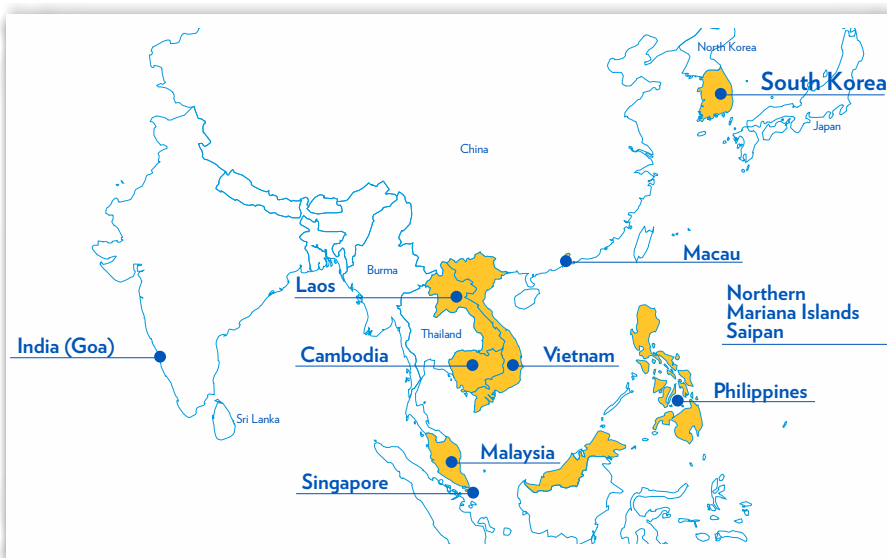 North Korea
South Korea
Japan
China
Macau
Burma
Laos
Northern
Mariana Islands
Saipan
Thailand
India (Goa)
Cambodia
Vietnam
Philippines
Sri Lanka
Malaysia
Singapore